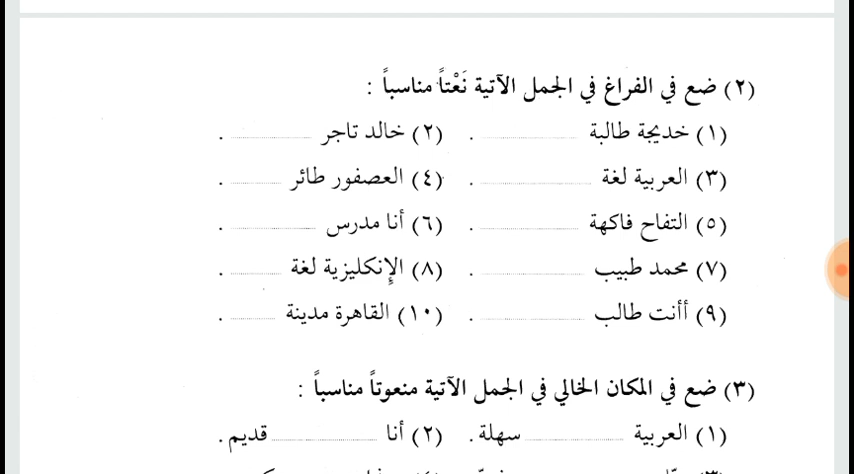 (٢) ضع في الفراغ في الجمل الآتية نَعْتاً مناسباً :
(١) خديجة طالبة ............ . (٢) خالد تاجر ............ .
(٣) العربية لغة ............ . (٤) العصفور طائر ............ .
(٥) التفاح فاكهة ............ . (٦) أنا مدرس ............ .
(٧) محمد طبيب ............ . (٨) الإنكليزية لغة ............ .
(٩) أأنت طالب ............ . (١٠) القاهرة مدينة ............ .
(٣) ضع في المكان الخالي في الجمل الآتية منعوتاً مناسباً :
(١) العربية ............ سهلة . (٢) أنا ............ قديم .